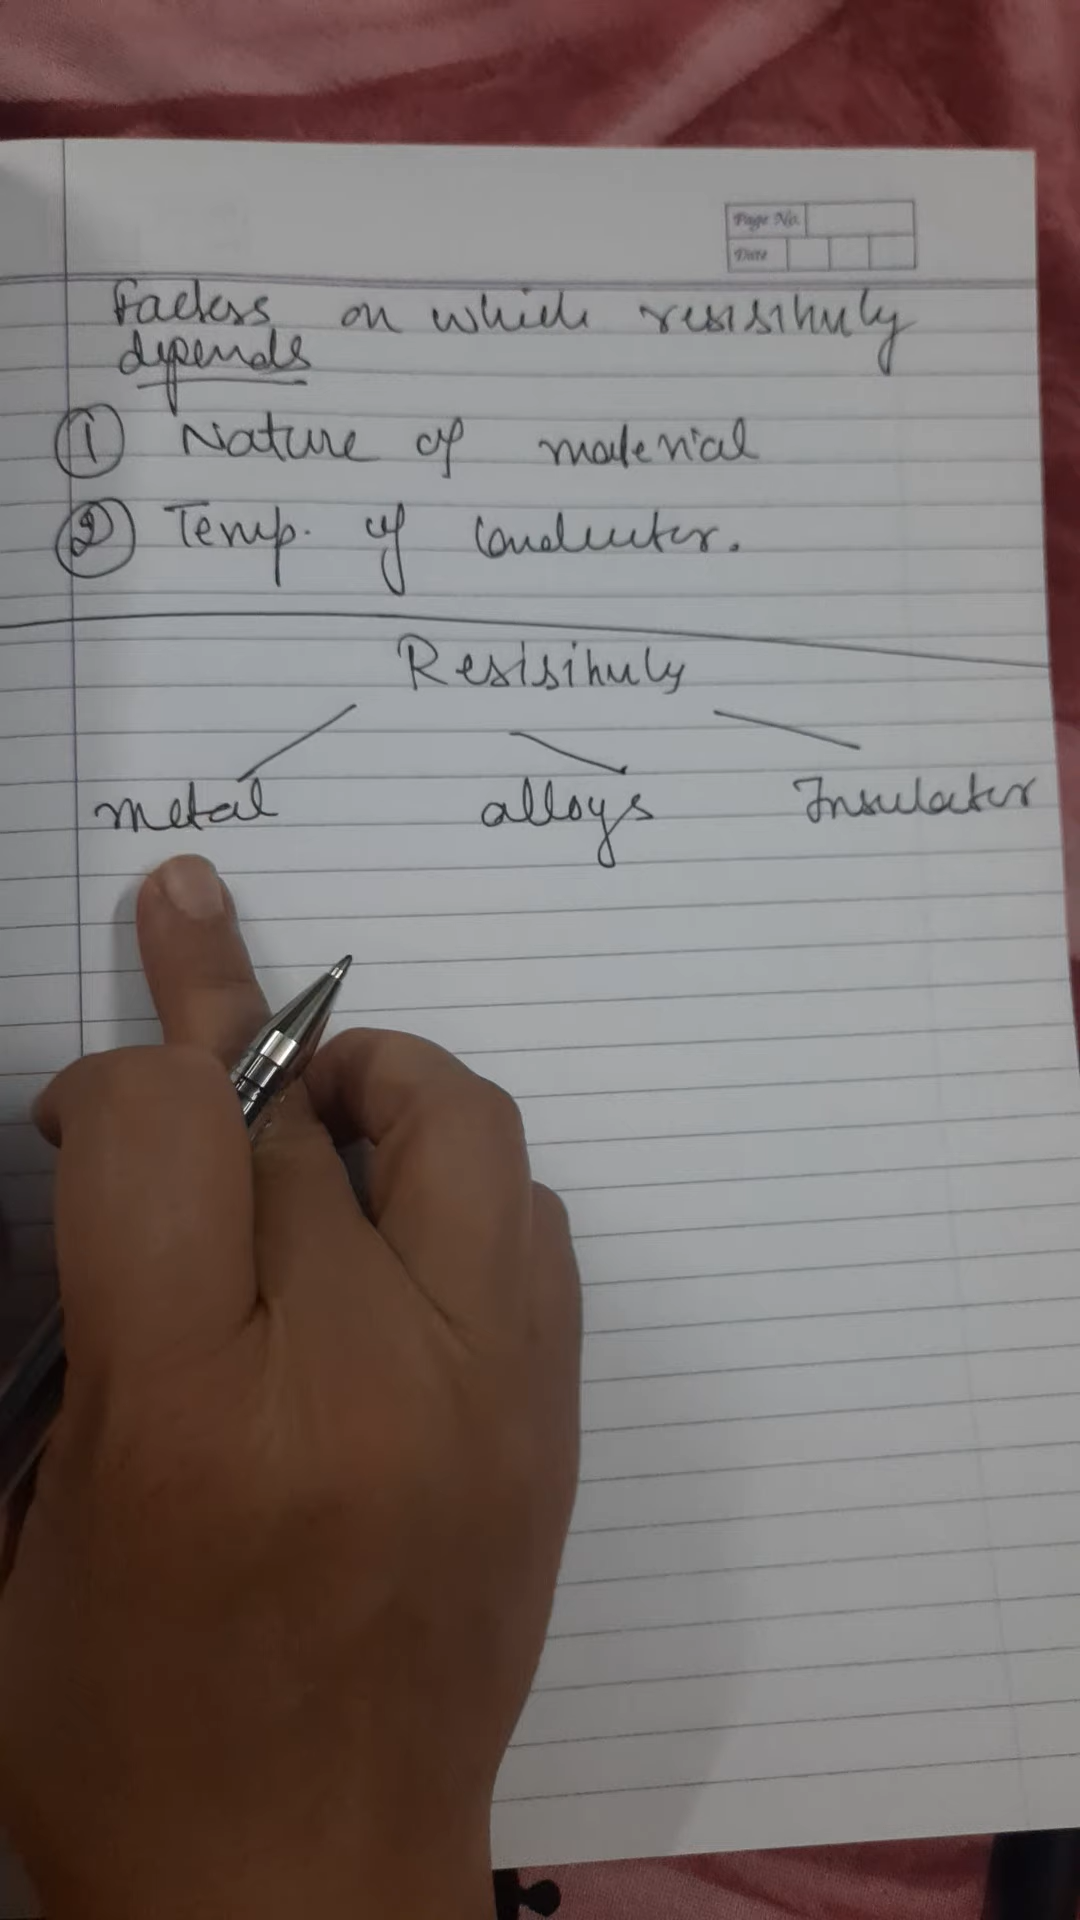 Page No.
Date
Factors on which resistivity
depends
① Nature of material
② Temp. of conductor.
Resistivity
metal alloys Insulator